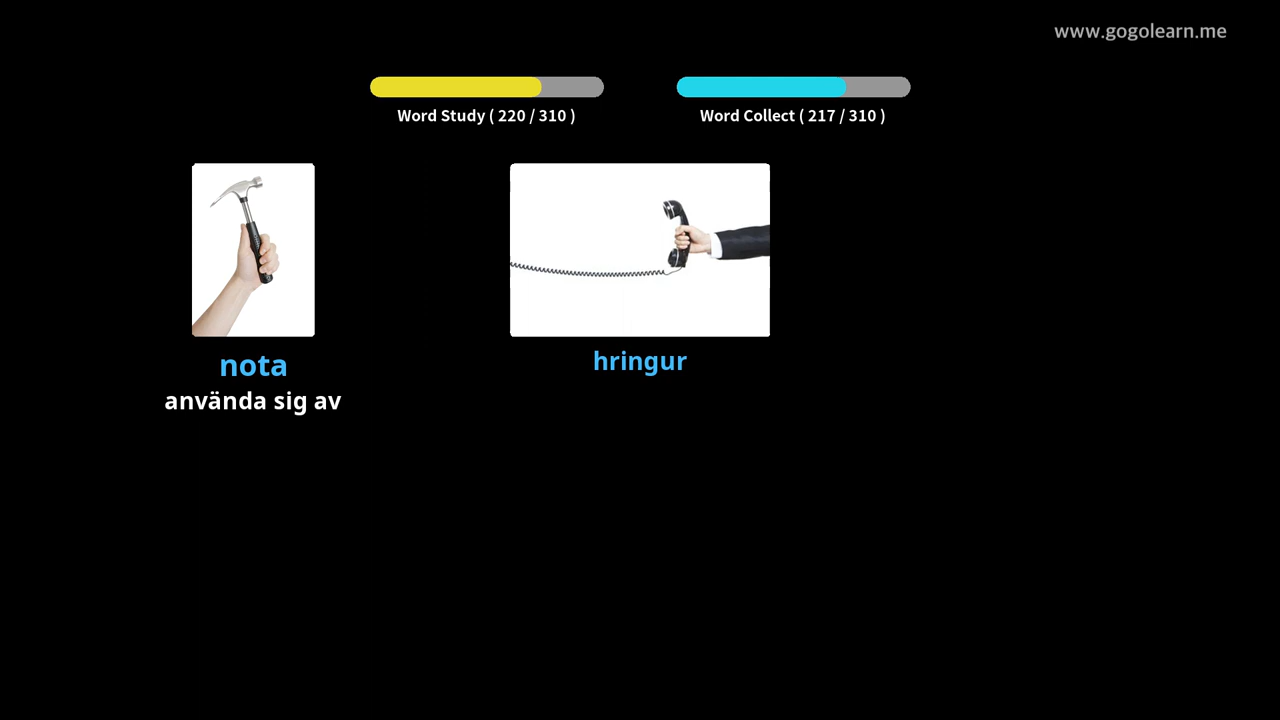 www.gogolearn.me
Word Study ( 220 / 310 )
Word Collect ( 217 / 310 )
nota
använda sig av
hringur